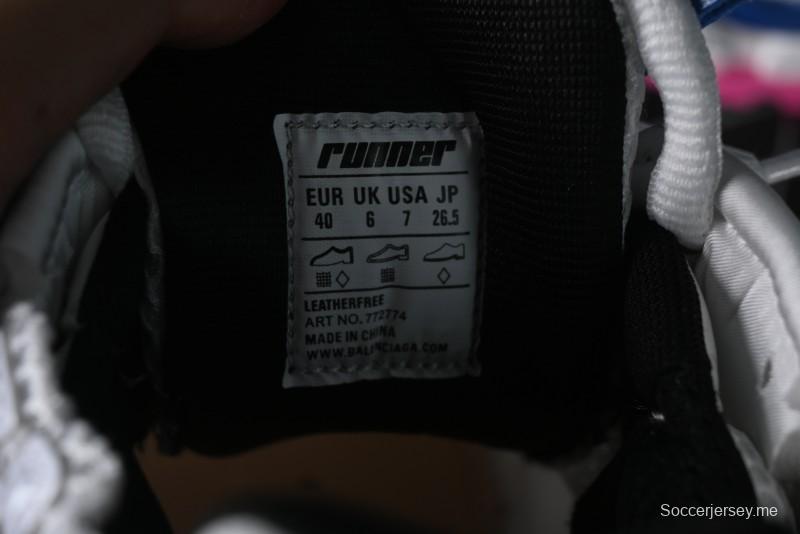 runner
EUR UK USA JP
40 6 7 26.5
LEATHERFREE
ART NO. 772774
MADE IN CHINA
WWW.BALENCIAGA.COM
Soccerjersey.me